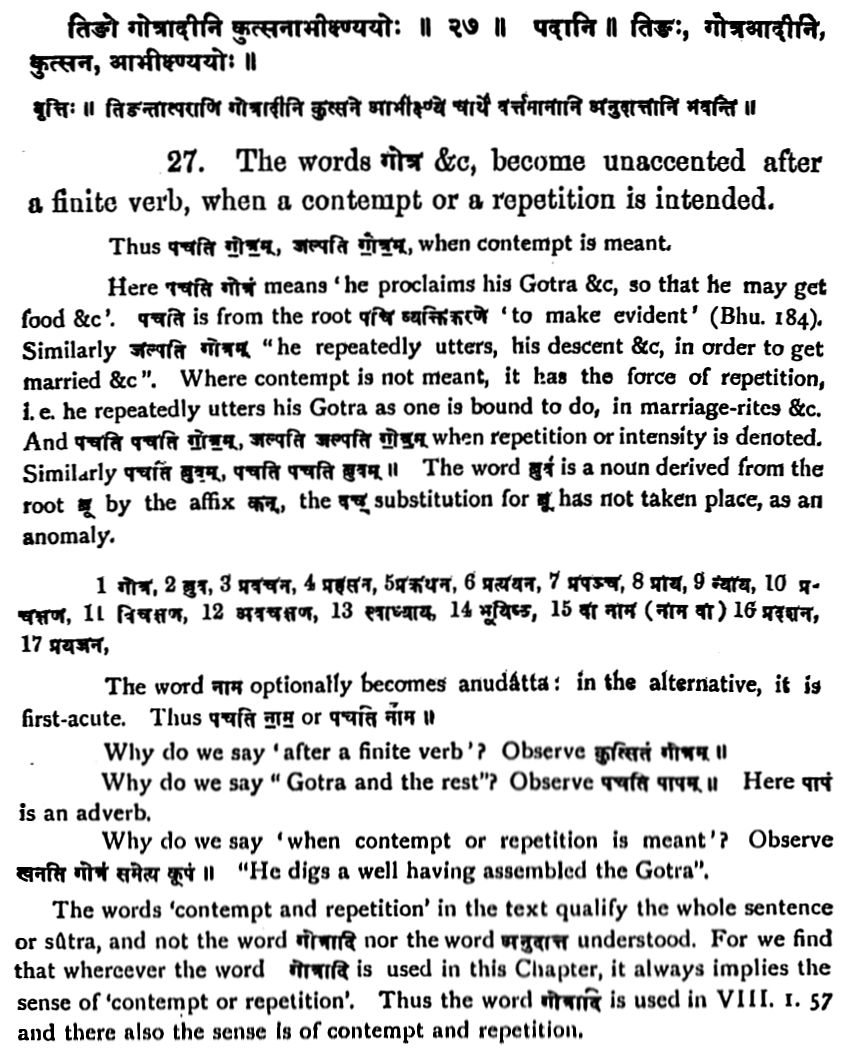 तिङो गोत्रादीनि कुत्सनाभीक्ष्ण्ययोः ॥ २७ ॥ पदानि ॥ तिङः, गोत्रआदीनि,
कुत्सन, आभीक्ष्ण्ययोः ॥
वृत्तिः ॥ तिङन्तात्पराणि गोत्रादीनि कुत्सने आभीक्ष्ण्ये चार्थे वर्त्तमानानि अनुदात्तानि भवन्ति ॥
27. The words गोत्र &c, become unaccented after
a finite verb, when a contempt or a repetition is intended.
Thus पचति गो॒त्र॒म्, जल्पति गो॒त्र॒म्, when contempt is meant.
Here पचति गोत्रं means ‘he proclaims his Gotra &c, so that he may get
food &c’. पचति is from the root पचि व्यक्तिकरणे ‘to make evident’ (Bhu. 184).
Similarly जल्पति गोत्रम् “he repeatedly utters, his descent &c, in order to get
married &c”. Where contempt is not meant, it has the force of repetition,
i. e. he repeatedly utters his Gotra as one is bound to do, in marriage-rites &c.
And पचति पचति गो॒त्र॒म्, जल्पति जल्पति गो॒त्र॒म् when repetition or intensity is denoted.
Similarly पचति ब्रुवम्, पचति पचति ब्रुवम् ॥ The word ब्रुवं is a noun derived from the
root ब्रू by the affix कन्, the वच् substitution for ब्रू has not taken place, as an
anomaly.
1 गोत्र, 2 ब्रुव, 3 प्रवचन, 4 प्रहसन, 5प्रकथन, 6 प्रत्ययन, 7 प्रपञ्च, 8 प्राय, 9 न्याय, 10 प्र-
चक्षण, 11 विचक्षण, 12 अवचक्षण, 13 स्वाध्याय, 14 भूयिष्ठ, 15 वा नाम (नाम वा) 16 प्रदर्शन,
17 प्रयजन,
The word नाम optionally becomes anudâtta: in the alternative, it is
first-acute. Thus पचति ना॒म॒ or पचति ना॑म ॥
Why do we say ‘after a finite verb’? Observe कुत्सितं गोत्रम् ॥
Why do we say “Gotra and the rest”? Observe पचति पापम् ॥ Here पापं
is an adverb.
Why do we say ‘when contempt or repetition is meant’? Observe
खनति गोत्रं समेत्य कूपं ॥ “He digs a well having assembled the Gotra”.
The words ‘contempt and repetition’ in the text qualify the whole sentence
or sûtra, and not the word गोत्रादि nor the word अनुदात्त understood. For we find
that wherever the word गोत्रादि is used in this Chapter, it always implies the
sense of ‘contempt or repetition’. Thus the word गोत्रादि is used in VIII. 1. 57
and there also the sense is of contempt and repetition.